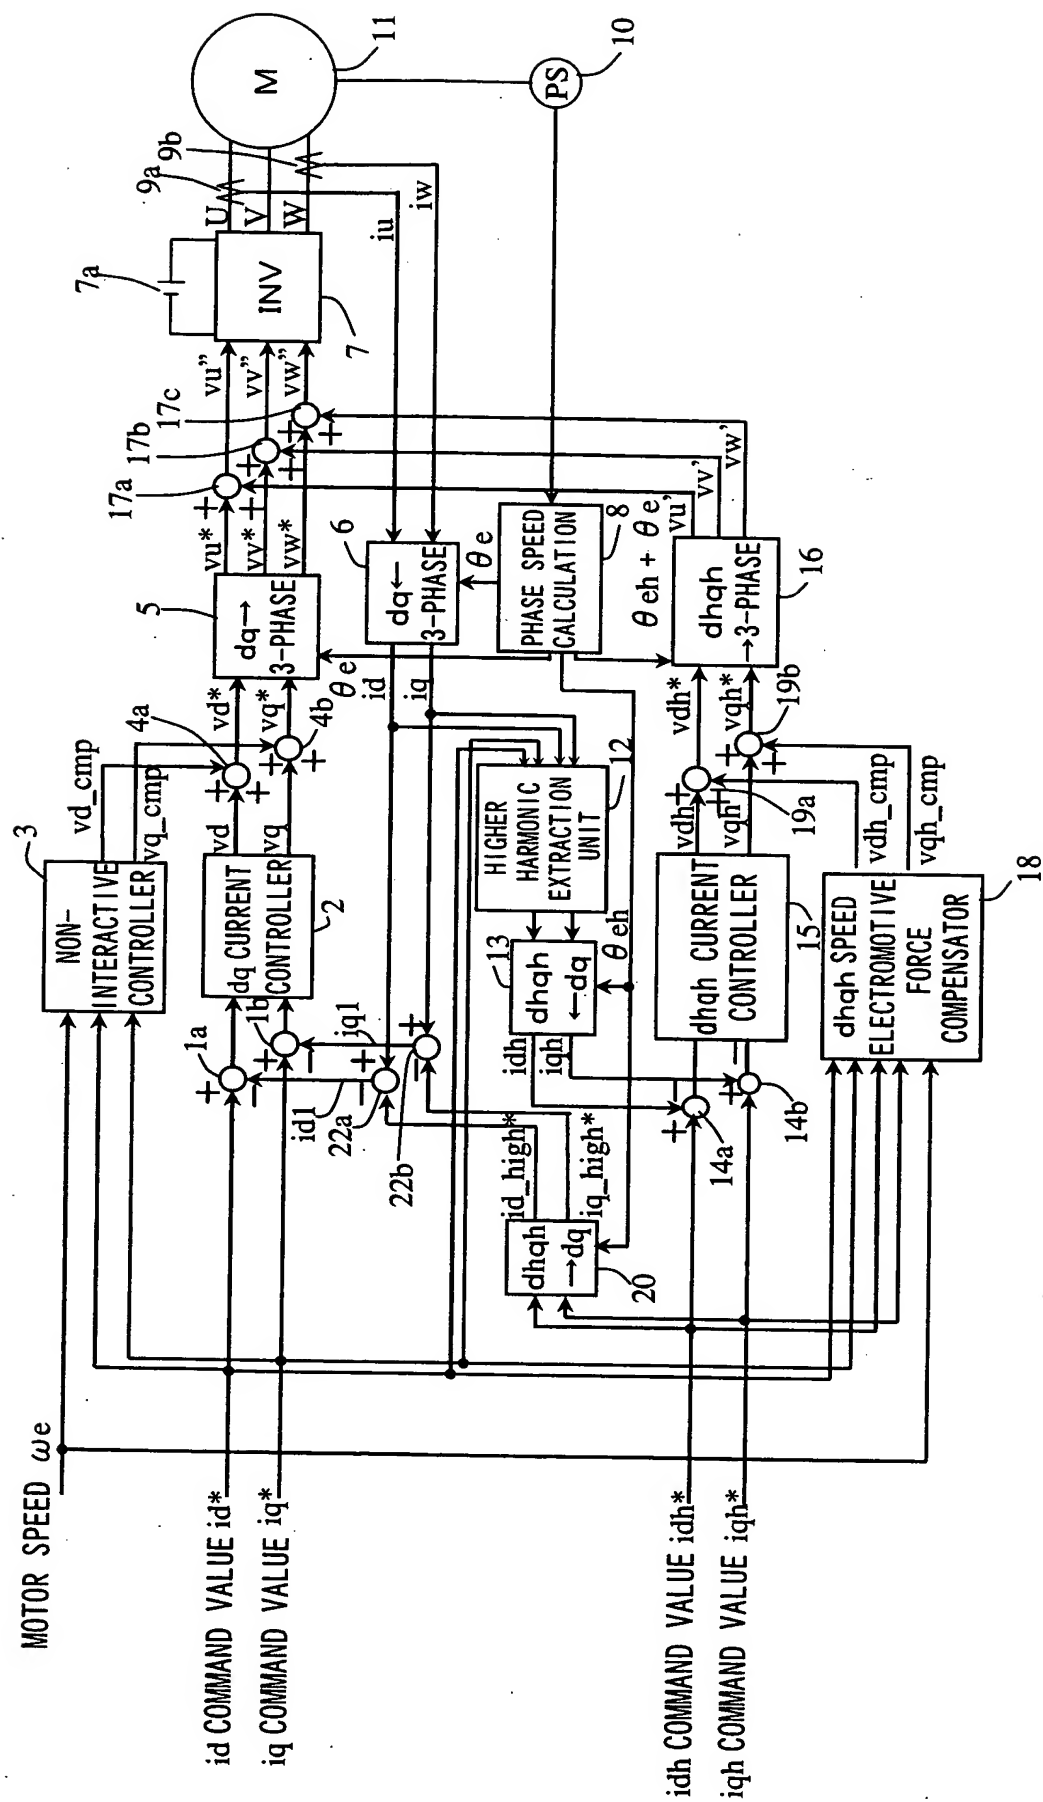 MOTOR SPEED ωe
id COMMAND VALUE id*
iq COMMAND VALUE iq*
idh COMMAND VALUE idh*
iqh COMMAND VALUE iqh*
3
NON-
INTERACTIVE
CONTROLLER
vd_cmp
vq_cmp
1a
1b
+
−
+
−
dq CURRENT
CONTROLLER
2
vd
vq
4a
4b
+
+
+
+
vd*
vq*
5
dq→
3-PHASE
θe
vu*
vv*
vw*
17a
17b
17c
+
+
+
+
+
+
vu”
vv”
vw”
7a
INV
7
U
V
W
9a
9b
M
11
PS
10
iu
iw
6
dq←
3-PHASE
θe
id
iq
id1
iq1
22a
22b
+
−
+
−
PHASE SPEED
CALCULATION
8
HIGHER
HARMONIC
EXTRACTION
UNIT
12
13
dhqh
←dq
θeh
idh
iqh
id_high*
iq_high*
dhqh
→dq
20
14a
14b
+
−
+
−
dhqh CURRENT
CONTROLLER
15
vdh
vqh
+
+
+
+
19a
19b
vdh*
vqh*
θeh + θe
dhqh
→3-PHASE
16
vu’
vv’
vw’
dhqh SPEED
ELECTROMOTIVE
FORCE
COMPENSATOR
18
vdh_cmp
vqh_cmp